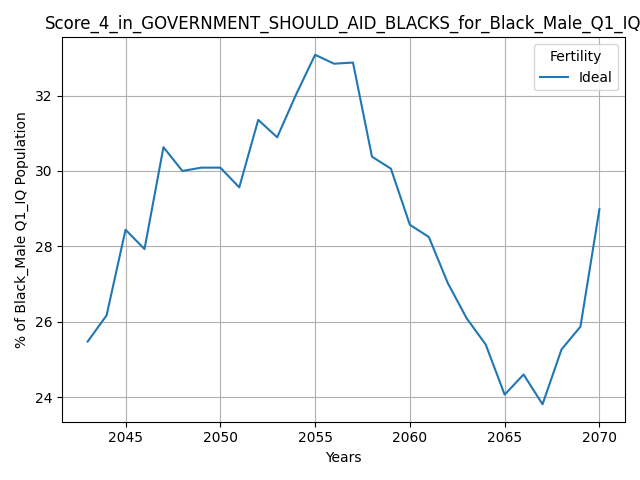 Score_4_in_GOVERNMENT_SHOULD_AID_BLACKS_for_Black_Male_Q1_IQ
Fertility
Ideal
% of Black_Male Q1_IQ Population
32
30
28
26
24
2045 2050 2055 2060 2065 2070
Years